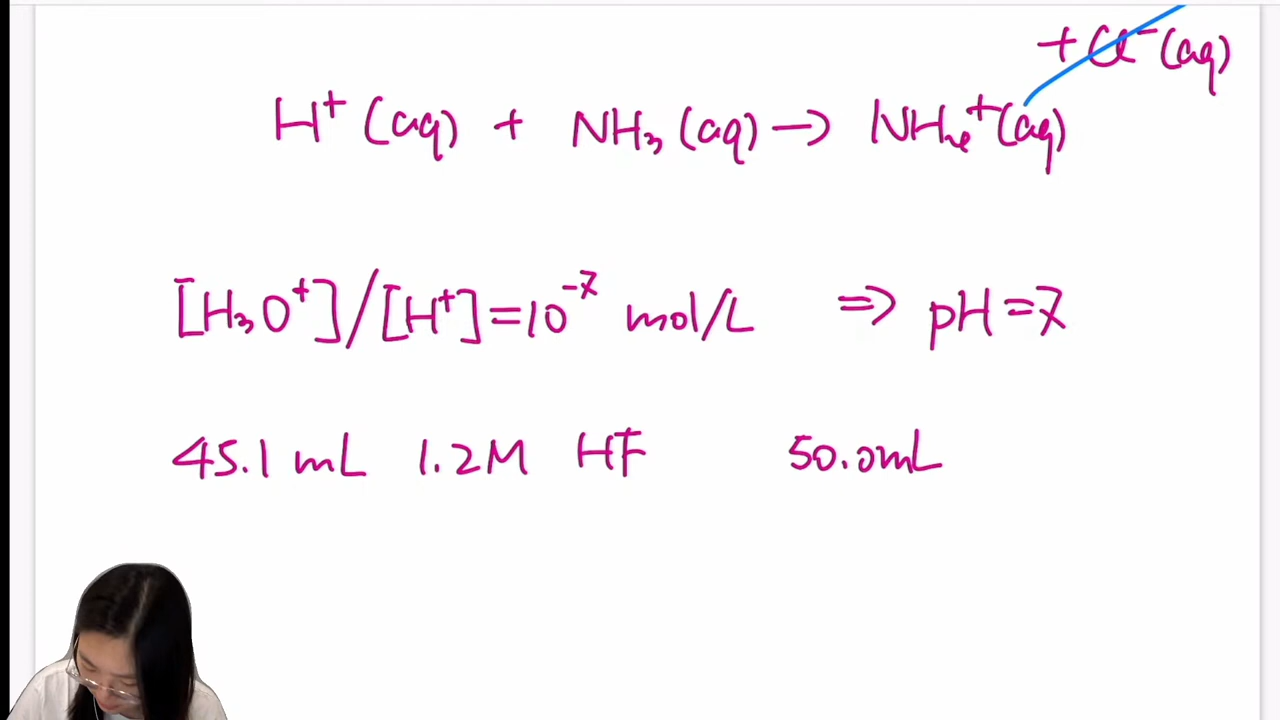 + Cl⁻(aq)
H⁺(aq) + NH₃(aq) → NH₄⁺(aq)
[H₃O⁺]/[H⁺]=10⁻⁷ mol/L ⇒ pH=7
45.1 mL 1.2M HF 50.0mL